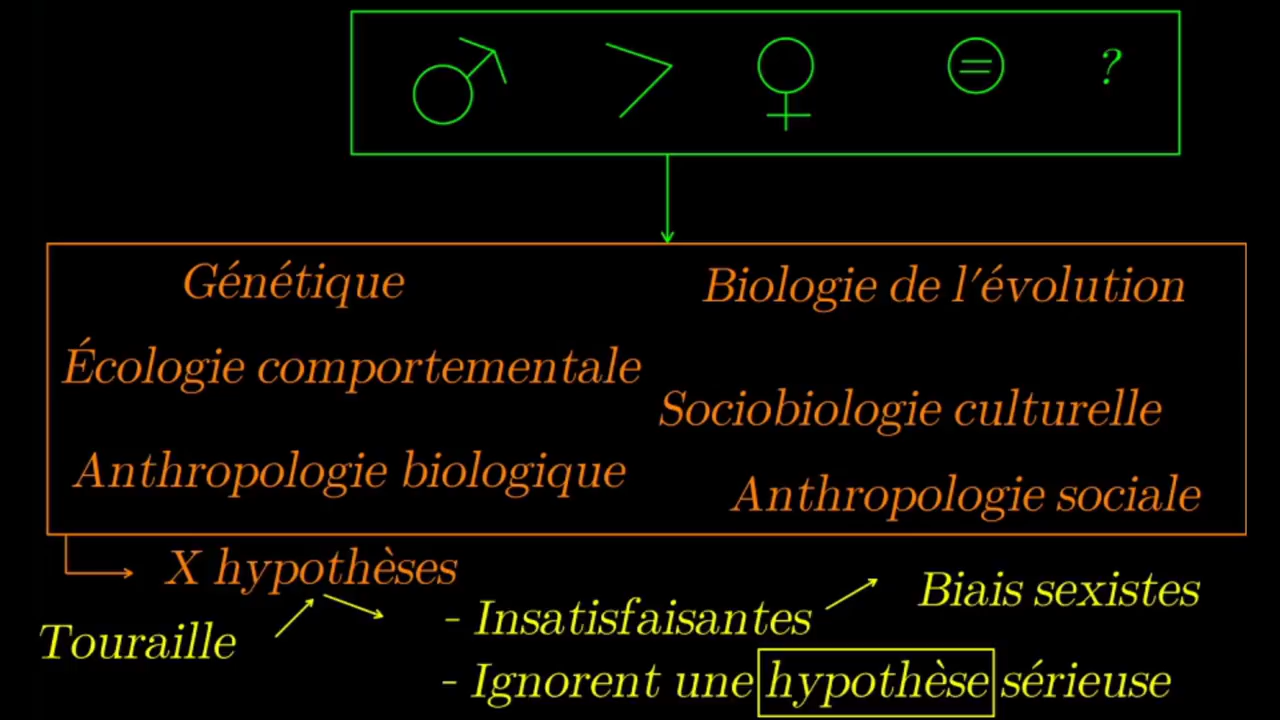 ♂ > ♀ = ?
Génétique
Biologie de l'évolution
Écologie comportementale
Sociobiologie culturelle
Anthropologie biologique
Anthropologie sociale
X hypothèses
Biais sexistes
- Insatisfaisantes
Touraille
- Ignorent une hypothèse sérieuse